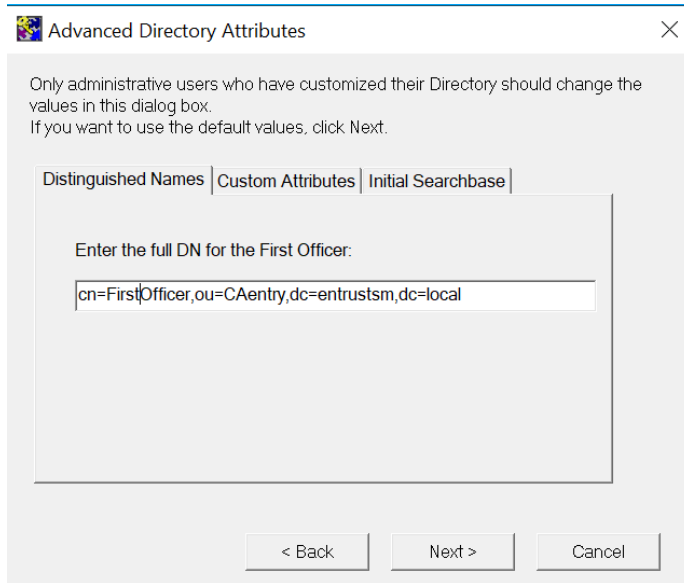 Advanced Directory Attributes
Only administrative users who have customized their Directory should change the
values in this dialog box.
If you want to use the default values, click Next.
Distinguished Names Custom Attributes Initial Searchbase
Enter the full DN for the First Officer:
cn=FirstOfficer,ou=CAentry,dc=entrustsm,dc=local
< Back Next > Cancel